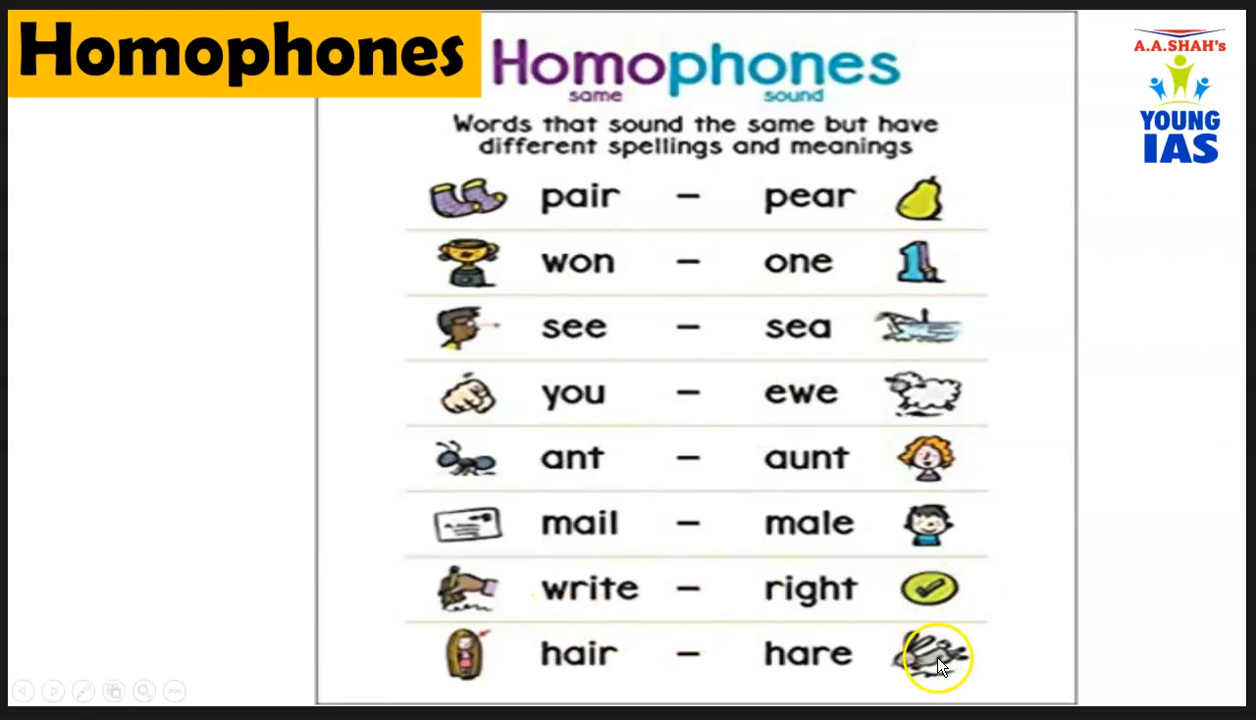 Homophones
Homophones
same sound
Words that sound the same but have
different spellings and meanings
pair - pear
won - one 1
see - sea
you - ewe
ant - aunt
mail - male
write - right
hair - hare
A.A.SHAH's
YOUNG
IAS